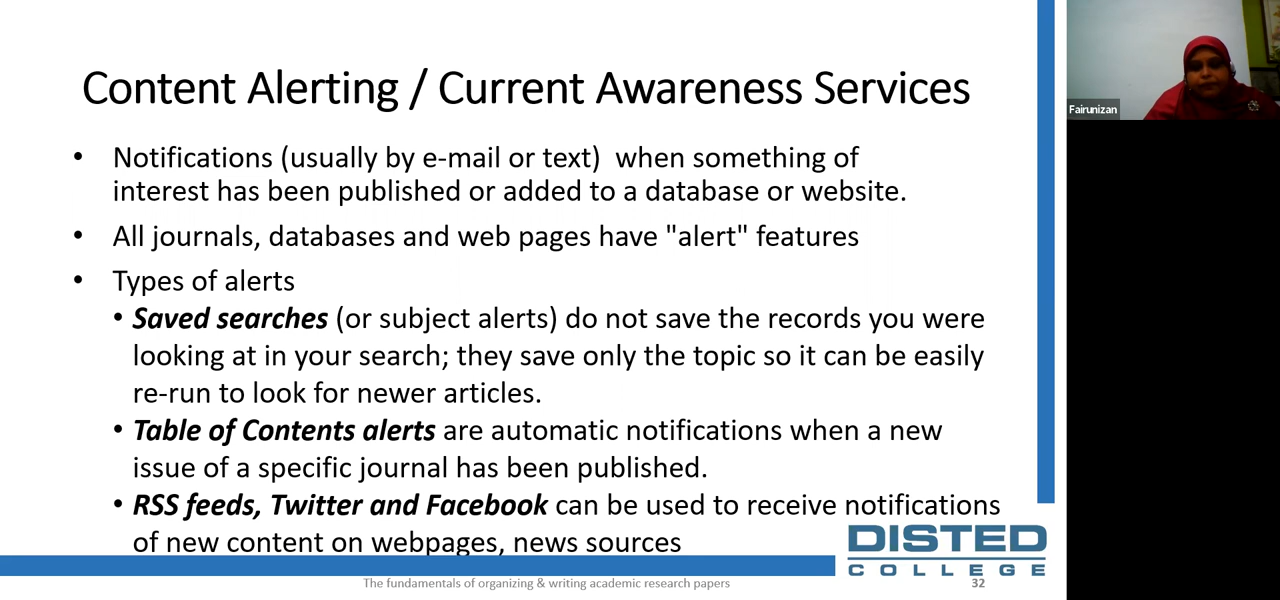 Content Alerting / Current Awareness Services
Fairunizan
• Notifications (usually by e-mail or text)  when something of
interest has been published or added to a database or website.
• All journals, databases and web pages have "alert" features
• Types of alerts
• Saved searches (or subject alerts) do not save the records you were
looking at in your search; they save only the topic so it can be easily
re-run to look for newer articles.
• Table of Contents alerts are automatic notifications when a new
issue of a specific journal has been published.
• RSS feeds, Twitter and Facebook can be used to receive notifications
of new content on webpages, news sources
DISTED
COLLEGE
The fundamentals of organizing & writing academic research papers
32